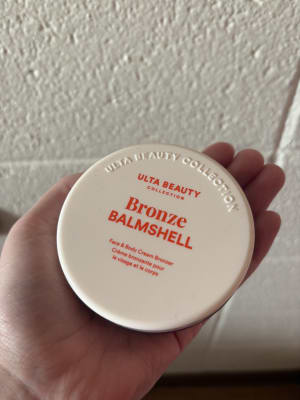 ULTA BEAUTY COLLECTION
ULTA BEAUTY
COLLECTION
Bronze
BALMSHELL
Face & Body Cream Bronzer
Crème bronzante pour
le visage et le corps